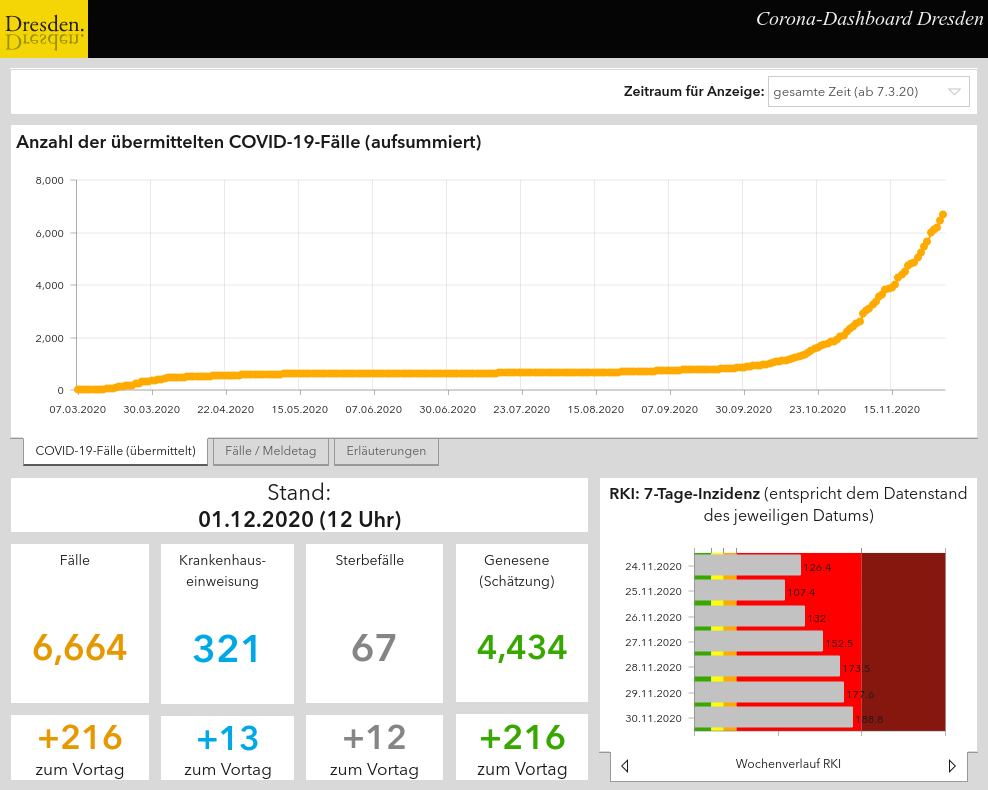 Dresden.
Dresden.
Corona-Dashboard Dresden
Zeitraum für Anzeige: gesamte Zeit (ab 7.3.20)
Anzahl der übermittelten COVID-19-Fälle (aufsummiert)
8,000
6,000
4,000
2,000
0
07.03.2020 30.03.2020 22.04.2020 15.05.2020 07.06.2020 30.06.2020 23.07.2020 15.08.2020 07.09.2020 30.09.2020 23.10.2020 15.11.2020
COVID-19-Fälle (übermittelt) Fälle / Meldetag Erläuterungen
Stand:
01.12.2020 (12 Uhr)
Fälle
6,664
+216
zum Vortag
Krankenhaus-
einweisung
321
+13
zum Vortag
Sterbefälle
67
+12
zum Vortag
Genesene
(Schätzung)
4,434
+216
zum Vortag
RKI: 7-Tage-Inzidenz (entspricht dem Datenstand
des jeweiligen Datums)
24.11.2020 126.4
25.11.2020 107.4
26.11.2020 132
27.11.2020 152.5
28.11.2020 173.5
29.11.2020 177.6
30.11.2020 188.8
Wochenverlauf RKI